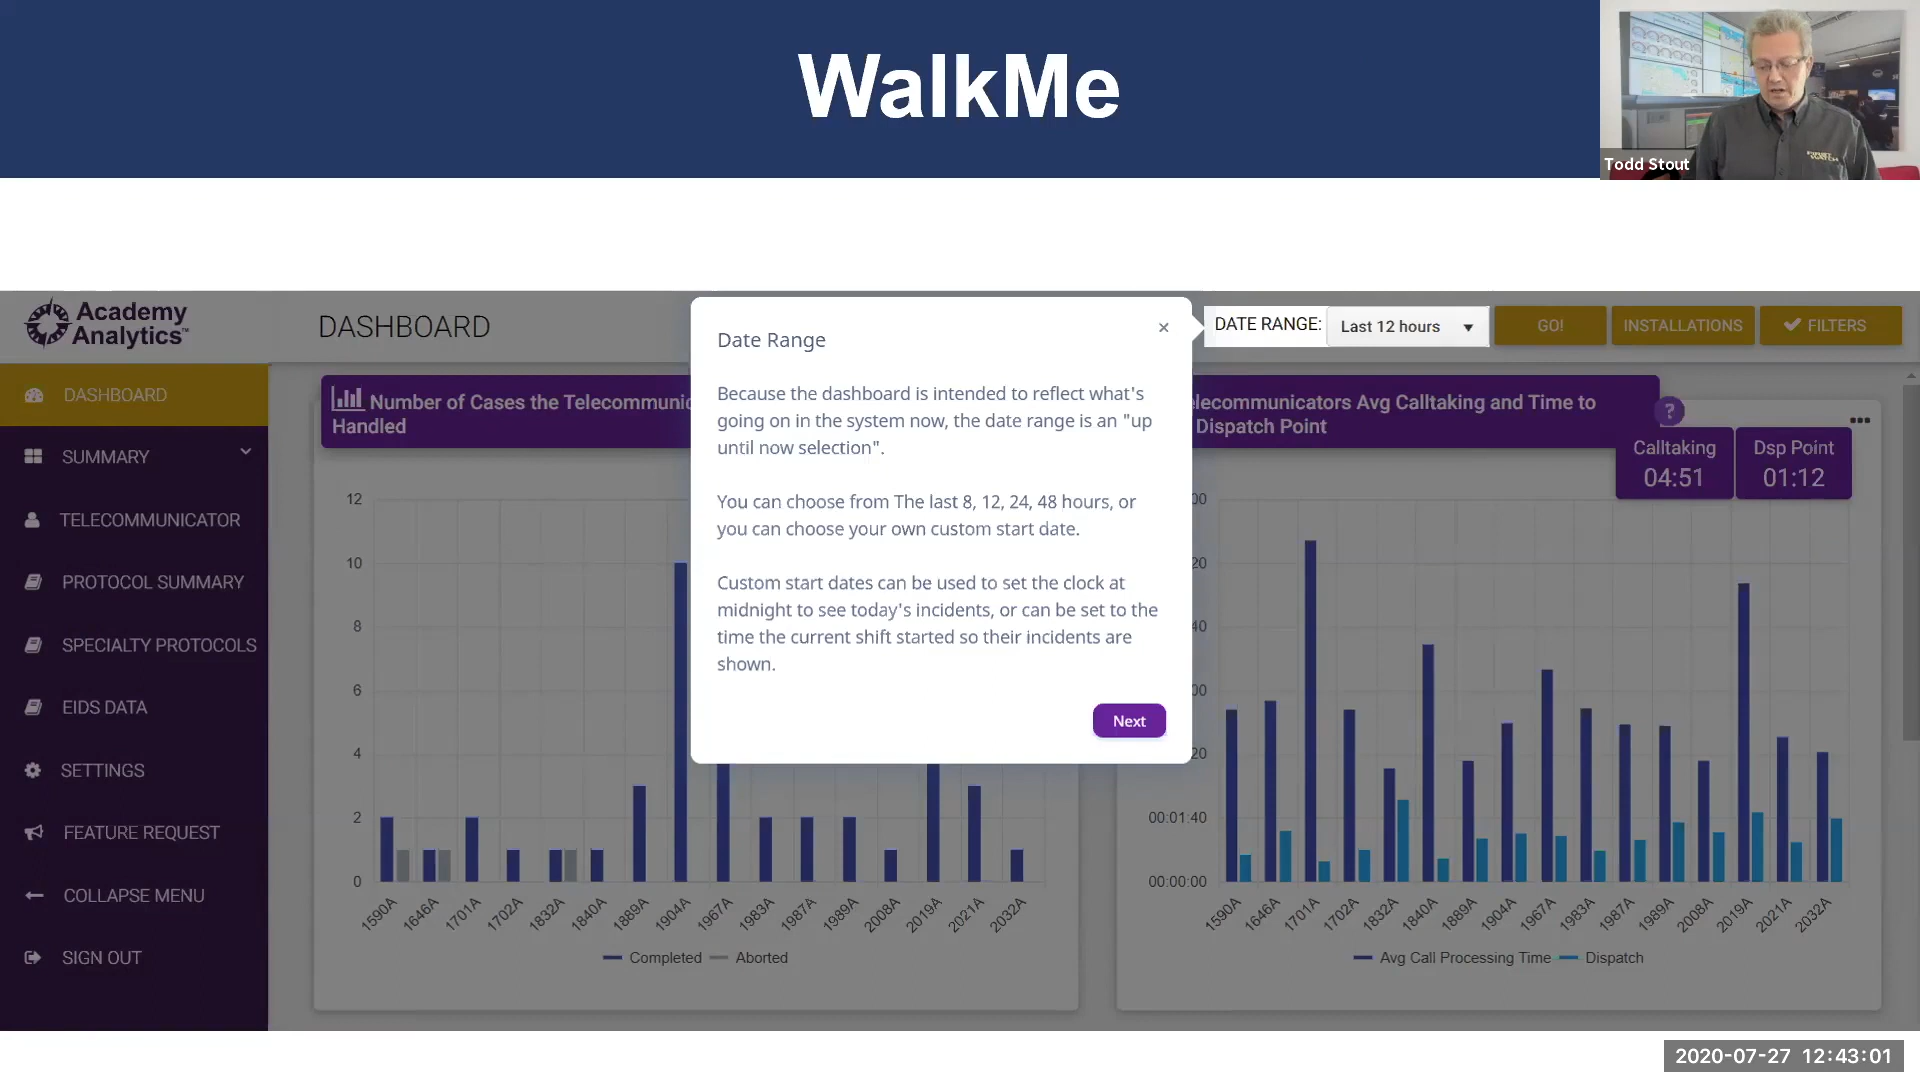 WalkMe
Todd Stout
Academy
Analytics™
DASHBOARD
DATE RANGE:
Last 12 hours
GO!
INSTALLATIONS
FILTERS
DASHBOARD
SUMMARY
TELECOMMUNICATOR
PROTOCOL SUMMARY
SPECIALTY PROTOCOLS
EIDS DATA
SETTINGS
FEATURE REQUEST
COLLAPSE MENU
SIGN OUT
Date Range
×
Because the dashboard is intended to reflect what's
going on in the system now, the date range is an "up
until now selection".
You can choose from The last 8, 12, 24, 48 hours, or
you can choose your own custom start date.
Custom start dates can be used to set the clock at
midnight to see today's incidents, or can be set to the
time the current shift started so their incidents are
shown.
Next
Number of Cases the Telecommunic
Handled
12
10
8
6
4
2
0
1590A
1646A
1701A
1702A
1832A
1840A
1889A
1904A
1967A
1983A
1987A
1989A
2008A
2019A
2021A
2032A
Completed
Aborted
elecommunicators Avg Calltaking and Time to
Dispatch Point
?
Calltaking
04:51
Dsp Point
01:12
00
20
40
00
20
00:01:40
00:00:00
1590A
1646A
1701A
1702A
1832A
1840A
1889A
1904A
1967A
1983A
1987A
1989A
2008A
2019A
2021A
2032A
Avg Call Processing Time
Dispatch
2020-07-27 12:43:01